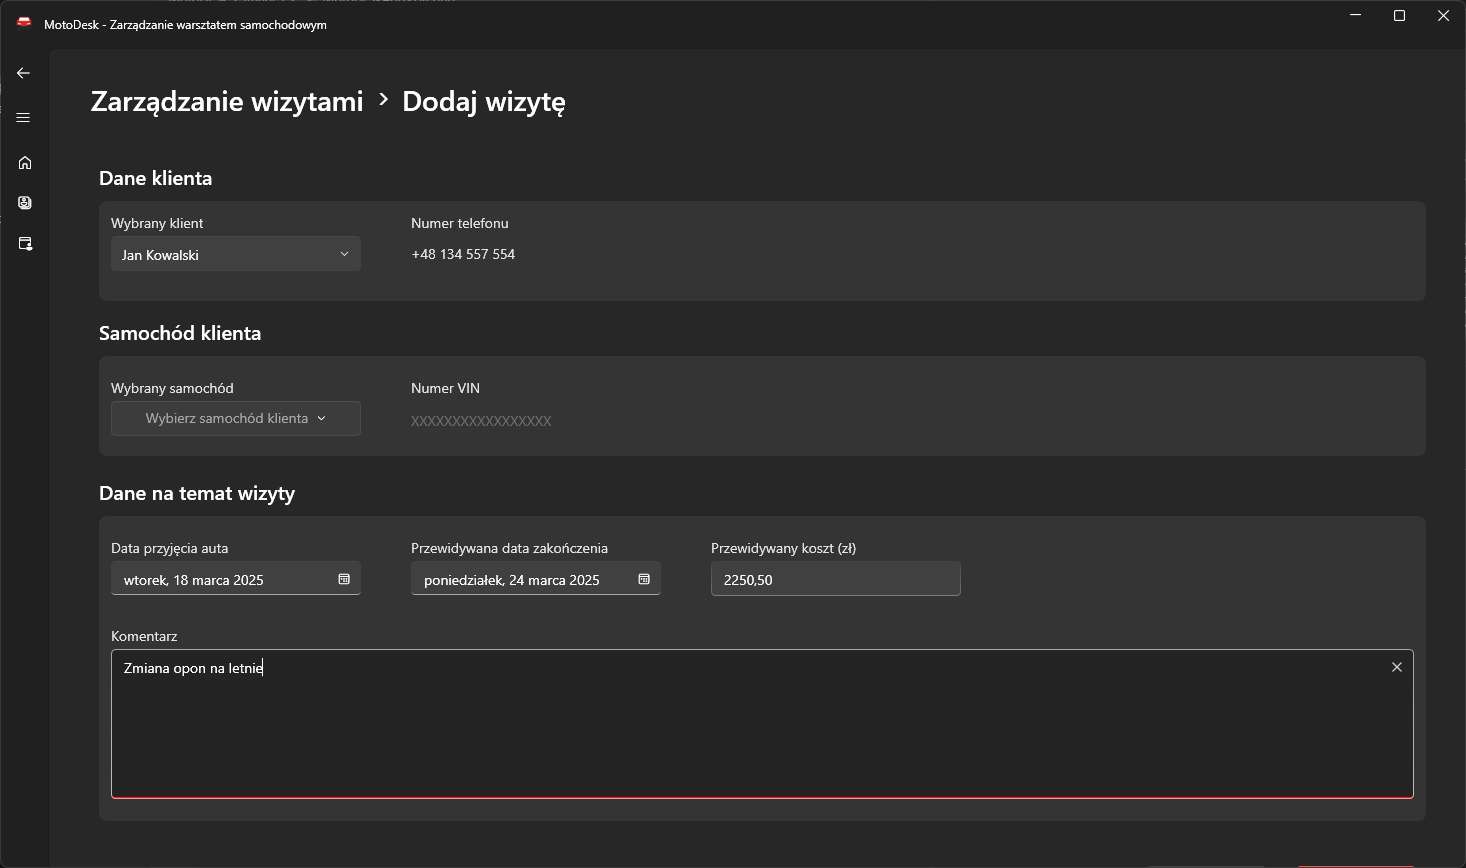 MotoDesk - Zarządzanie warsztatem samochodowym
Zarządzanie wizytami > Dodaj wizytę
Dane klienta
Wybrany klient Numer telefonu
Jan Kowalski +48 134 557 554
Samochód klienta
Wybrany samochód Numer VIN
Wybierz samochód klienta XXXXXXXXXXXXXXXXX
Dane na temat wizyty
Data przyjęcia auta Przewidywana data zakończenia Przewidywany koszt (zł)
wtorek, 18 marca 2025 poniedziałek, 24 marca 2025 2250,50
Komentarz
Zmiana opon na letnie